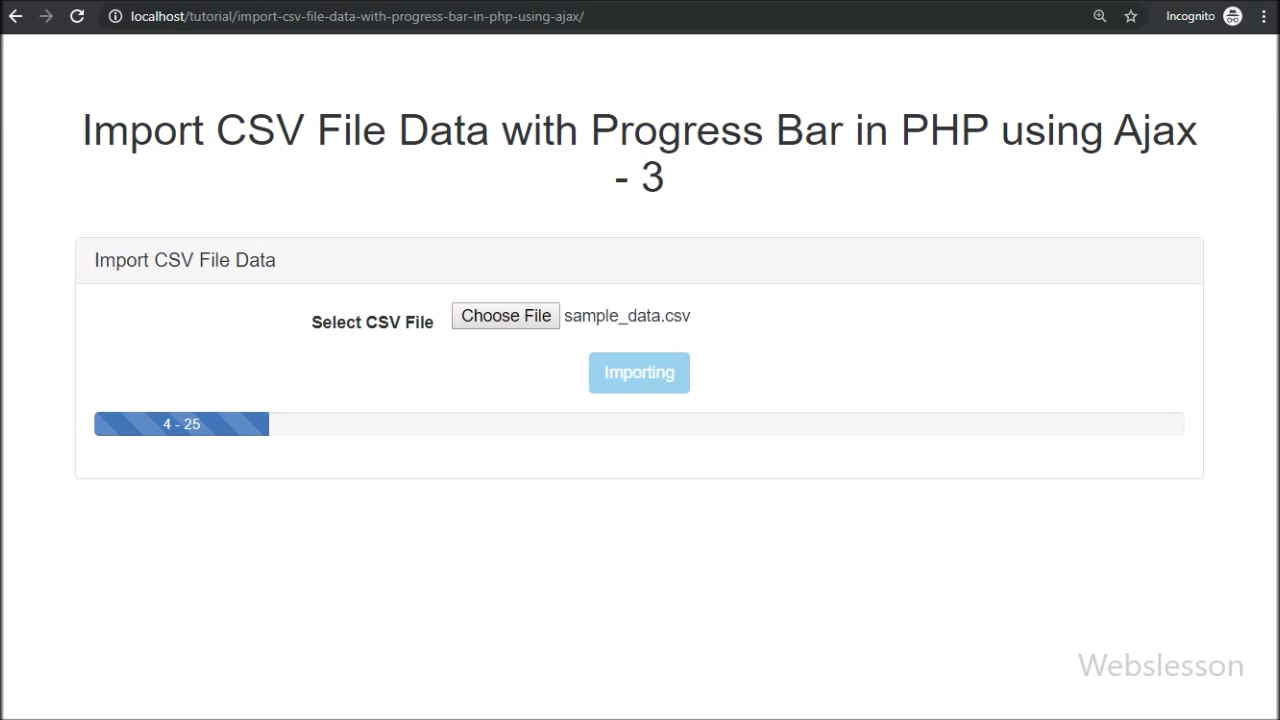 localhost/tutorial/import-csv-file-data-with-progress-bar-in-php-using-ajax/
Incognito
Import CSV File Data with Progress Bar in PHP using Ajax
- 3
Import CSV File Data
Select CSV File
Choose File sample_data.csv
Importing
4 - 25
Webslesson